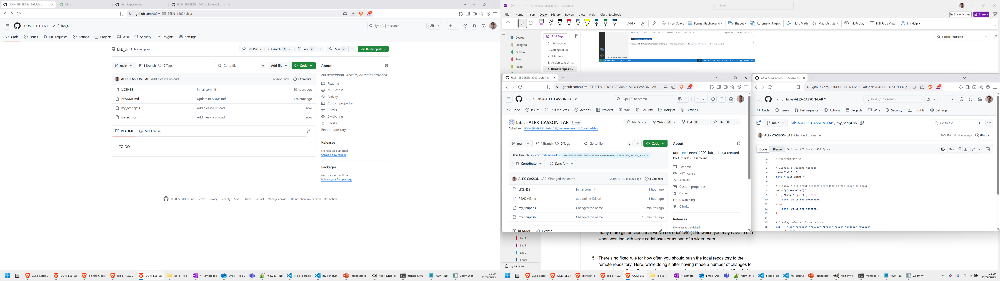 UOM-EEE-EEEN11202/lab_a
lab_a
Your Repositories
UOM-EEE-EEEN11202-LABS reposito
github.com/UOM-EEE-EEEN11202/lab_a
UOM-EEE-EEEN11202 / lab_a
Type / to search
Code
Issues
Pull requests
Actions
Projects
Wiki
Security
Insights
Settings
lab_a Public template
Edit Pins
Watch 0
Fork 0
Star 0
Use this template
main
1 Branch
0 Tags
Go to file t
Add file
Code
ALEX-CASSON-LAB Add files via upload 429f76c · now 7 Commits
LICENSE Initial commit 20 hours ago
README.md Update README.md 1 minute ago
my_script.ps1 Add files via upload now
my_script.sh Add files via upload now
README MIT license
TO DO
About
No description, website, or topics provided.
Readme
MIT license
Activity
Custom properties
0 stars
0 watching
0 forks
Report repository
Releases
No releases published
Create a new release
Packages
No packages published
Publish your first package
© 2025 GitHub, Inc. Terms Privacy Security Status Docs Contact Manage cookies Do not share my personal information
4. Remote repositories - OneNote
Search
File Home Insert Draw History Review View Help Class Notebook
Sticky Notes
Share
Add
Insert Space
Format Background
Shapes
Automatic Shapes
Ink to Math
Math Assistant
Ink Replay
Full Page View
Ink Help
Search Notebooks
George
Mengyao
Barbara
Sam
Mahdi
Add Page
0. Introduction
1. Getting set up
2. Hello World
3. Version control in...
4. Remote reposit...
PROBLEMS OUTPUT DEBUG CONSOLE TERMINAL PORTS SPELL CHECKER
* History restored
(base) PS C:\Users\mchssac7\OneDrive - The University of Manchester\Documents\lab-a-uom-alexc>
SOURCE CONTROL GRAPH
UOM-EEE-EEEN11202-LABS/lab-
github.com/UOM-EEE-EEEN11202-LABS/lab-a-ALEX-CASSON-LAB
... / lab-a-ALEX-CASSON-LAB
Type / to search
Code
Issues
Pull requests
Actions
Projects
Wiki
Security
Insights
Settings
lab-a-ALEX-CASSON-LAB Private
forked from UOM-EEE-EEEN11202-LABS/uom-eee-eeen11202-lab_a-lab_a
Edit Pins
Watch 0
Fork 0
Star 0
main
1 Branch
0 Tags
Go to file t
Code
This branch is 2 commits ahead of UOM-EEE-EEEN11202-LABS/uom-eee-eeen11202-lab_a-lab_a:main .
Contribute
Sync fork
ALEX-CASSON-LAB Changed the name 200c578 · 13 minutes ago 3 Commits
LICENSE Initial commit 1 hour ago
README.md add online IDE url 1 hour ago
my_script.ps1 Changed the name 13 minutes ago
my_script.sh Changed the name 13 minutes ago
README License
About
uom-eee-eeen11202-lab_a-lab_a created
by GitHub Classroom
Readme
MIT license
Activity
Custom properties
0 stars
0 watching
0 forks
Releases
No releases published
Create a new release
lab-a-ALEX-CASSON-LAB/my_s
github.com/UOM-EEE-EEEN11202-LABS/lab-a-ALEX-CASSON-LAB/...
... / lab-a-ALEX-CASSON-LAB
Type / to search
Code
Issues
Pull requests
Actions
Projects
Wiki
Security
Insights
Settings
main
lab-a-ALEX-CASSON-LAB / my_script.sh
Go to file t
ALEX-CASSON-LAB Changed the name 200c578 · 14 minutes ago History
Code Blame 24 lines (20 loc) · 469 Bytes
Raw
1 #!/usr/bin/env sh
2
3 # Display a welcome message
4 name="Caitlin"
5 echo "Hello $name!"
6
7 # Display a different message depending on the value of $hour
8 hour="$(date +"%H")"
9 if [ "$hour" -ge 12 ]; then
10 echo "It is the afternoon."
11 else
12 echo "It is the morning."
13 fi
14
15 # Display colours of the rainbow
16 set -- "Red" "Orange" "Yellow" "Green" "Blue" "Indigo" "Violet"
Lab H
Lab I
Lab J
Cours...
Quick Notes
many more git functions that we've not been over, and which you may have to use
when working with large codebases or as part of a wider team.
5. There's no fixed rule for how often you should push the local repository to the
remote repository. Here, we're doing it after having made a number of changes to
2.2.2. Stage 2
UOM-EEE-EEE
git fetch, pull,
lab-a-ALEX-C
UOM-EEE-EEE
lab_a - File
4. Remote rep
Email - Alex C
*new 19 - No
● lab_a_stage
my_script.sh -
images.pptx -
*[git_sync] (e
mchssac7@u
*GM - No
Zoom Wor
11:09
27/06/2025
2.2.2. Stage
UOM-EEE-
git fetch, p
lab-a-ALEX
UOM-EEE-
lab_a - Fil
4. Remote
Email - Ale
*new 19 -
● lab_a_sta
my_script.s
images.ppt
*[git_sync]
mchssac7@
*GM - N
Zoom W
11:09
27/06/2025